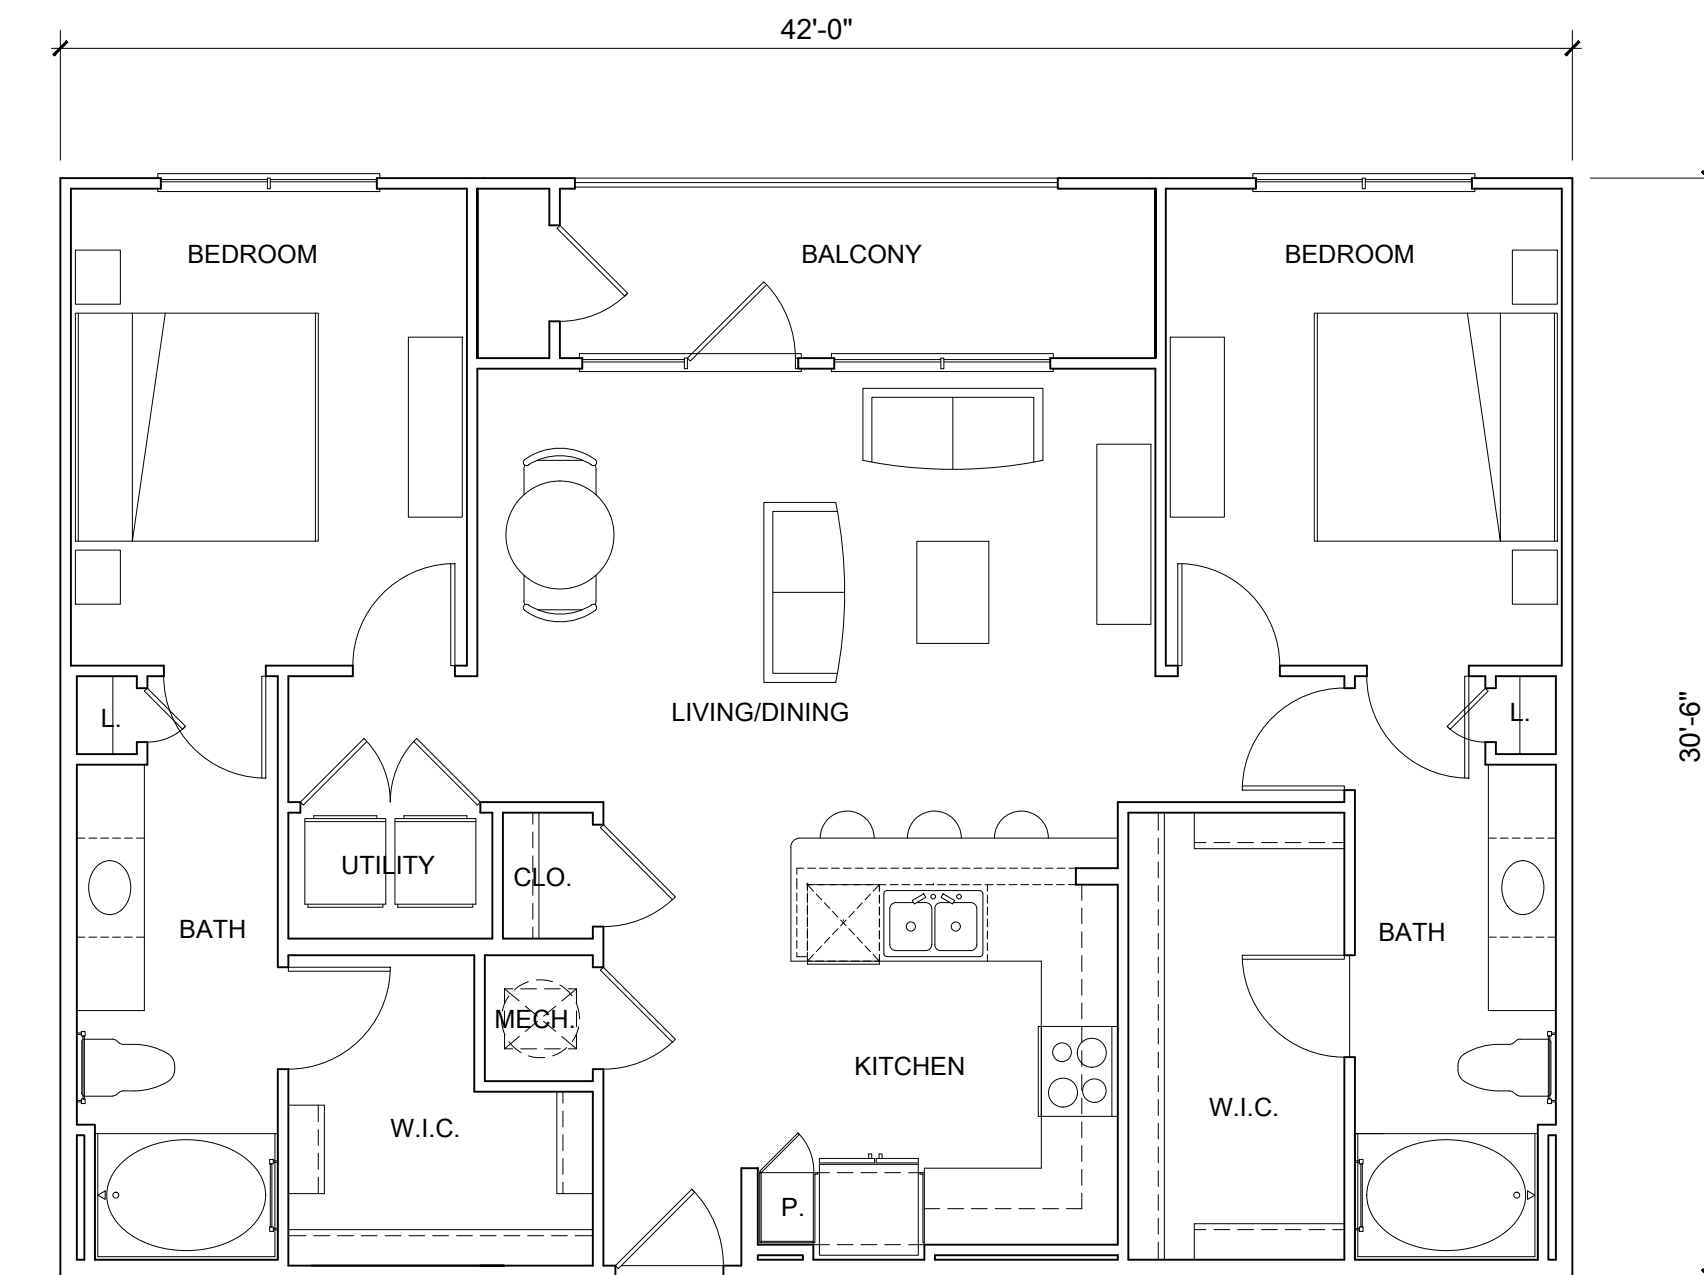 42'-0"
BEDROOM
BALCONY
BEDROOM
L.
LIVING/DINING
L.
30'-6"
UTILITY
CLO.
BATH
BATH
MECH.
KITCHEN
W.I.C.
W.I.C.
P.